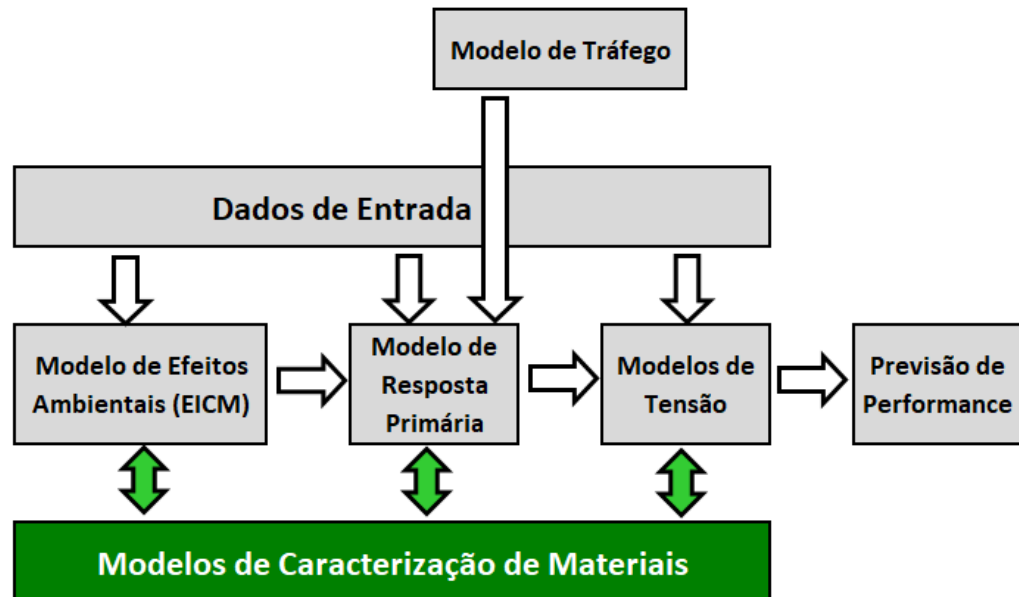 Modelo de Tráfego
Dados de Entrada
Modelo de Efeitos
Ambientais (EICM)
Modelo de
Resposta
Primária
Modelos de
Tensão
Previsão de
Performance
Modelos de Caracterização de Materiais